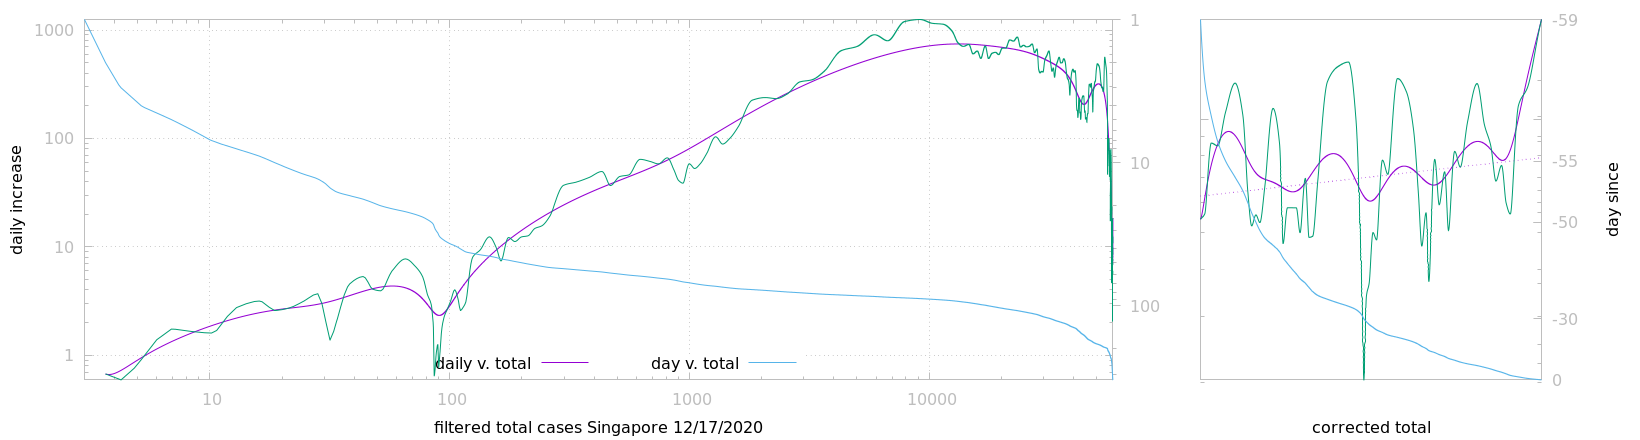 1000
100
10
1
daily increase
10
100
1000
10000
1
10
100
daily v. total
day v. total
filtered total cases Singapore 12/17/2020
-59
-55
-50
-30
0
day since
corrected total